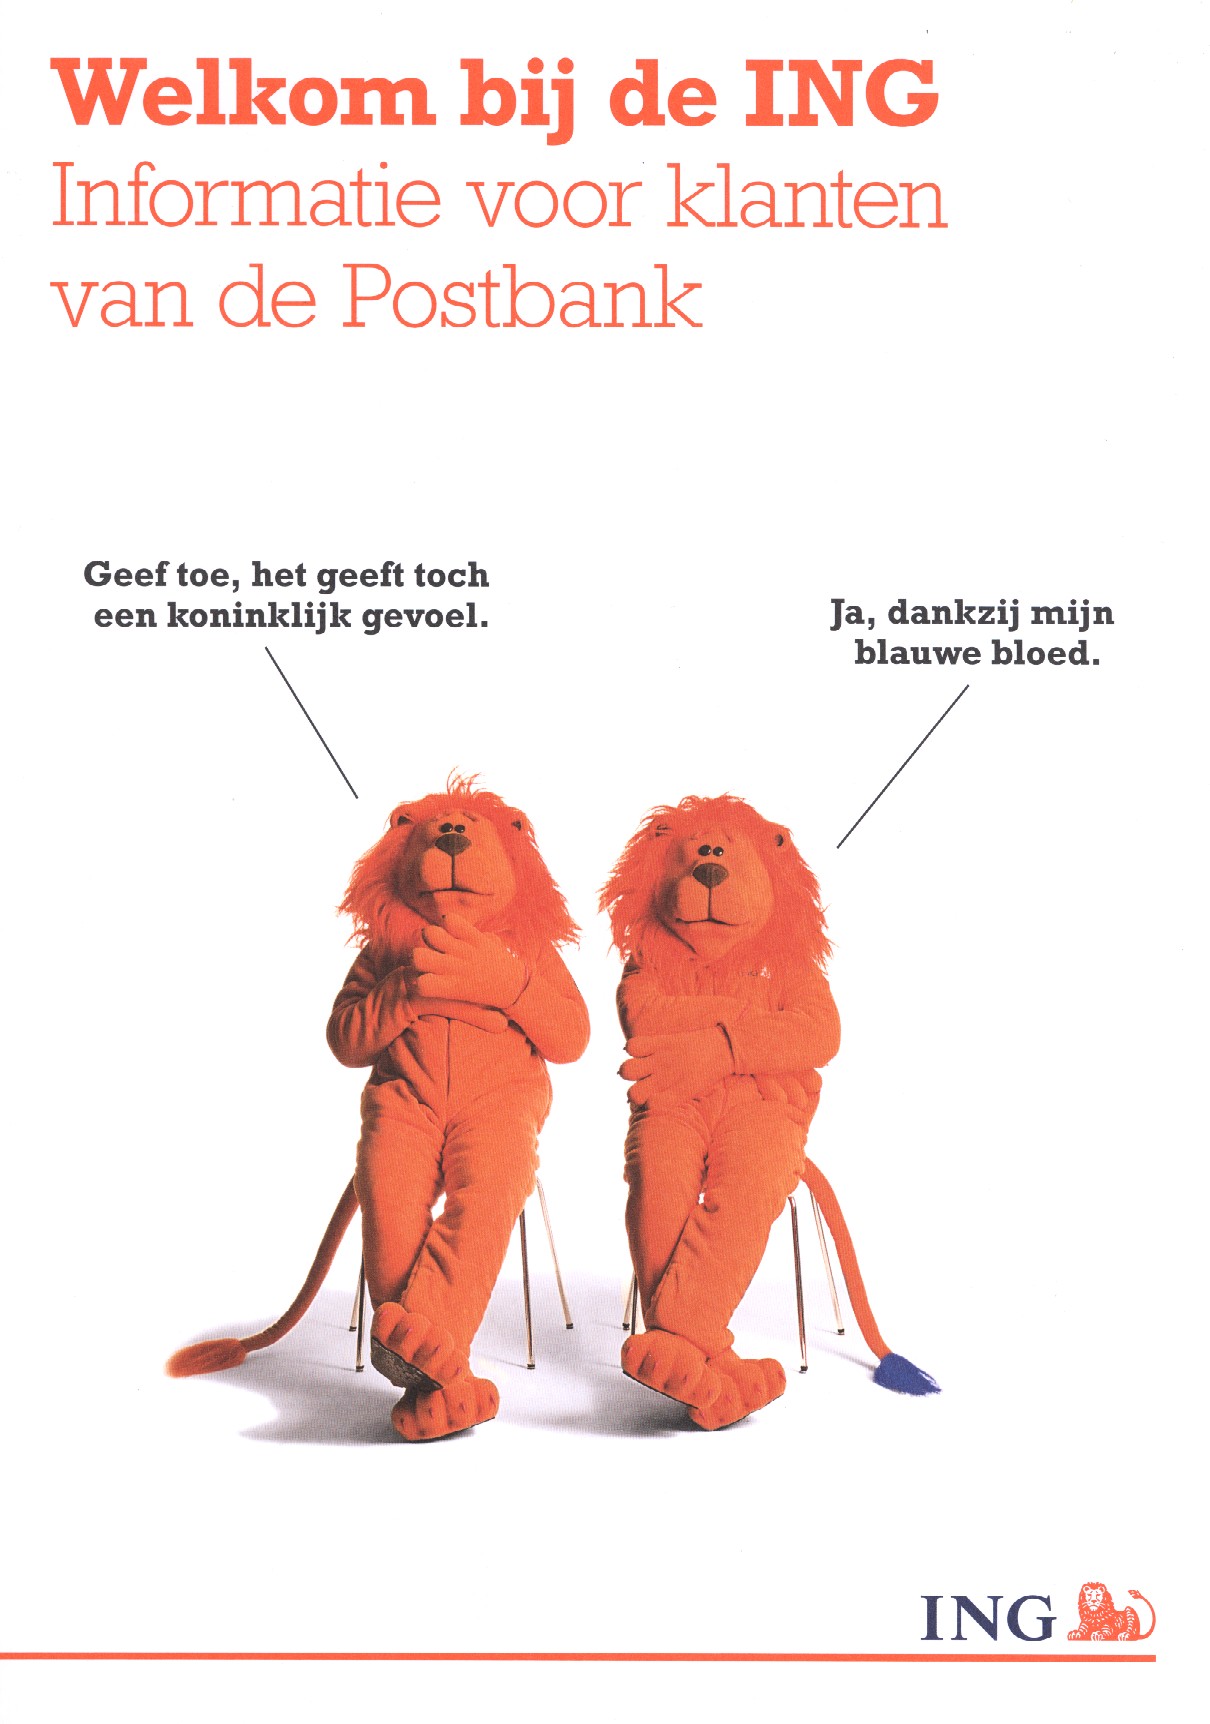 Welkom bij de ING
Informatie voor klanten
van de Postbank
Geef toe, het geeft toch
een koninklijk gevoel.
Ja, dankzij mijn
blauwe bloed.
ING